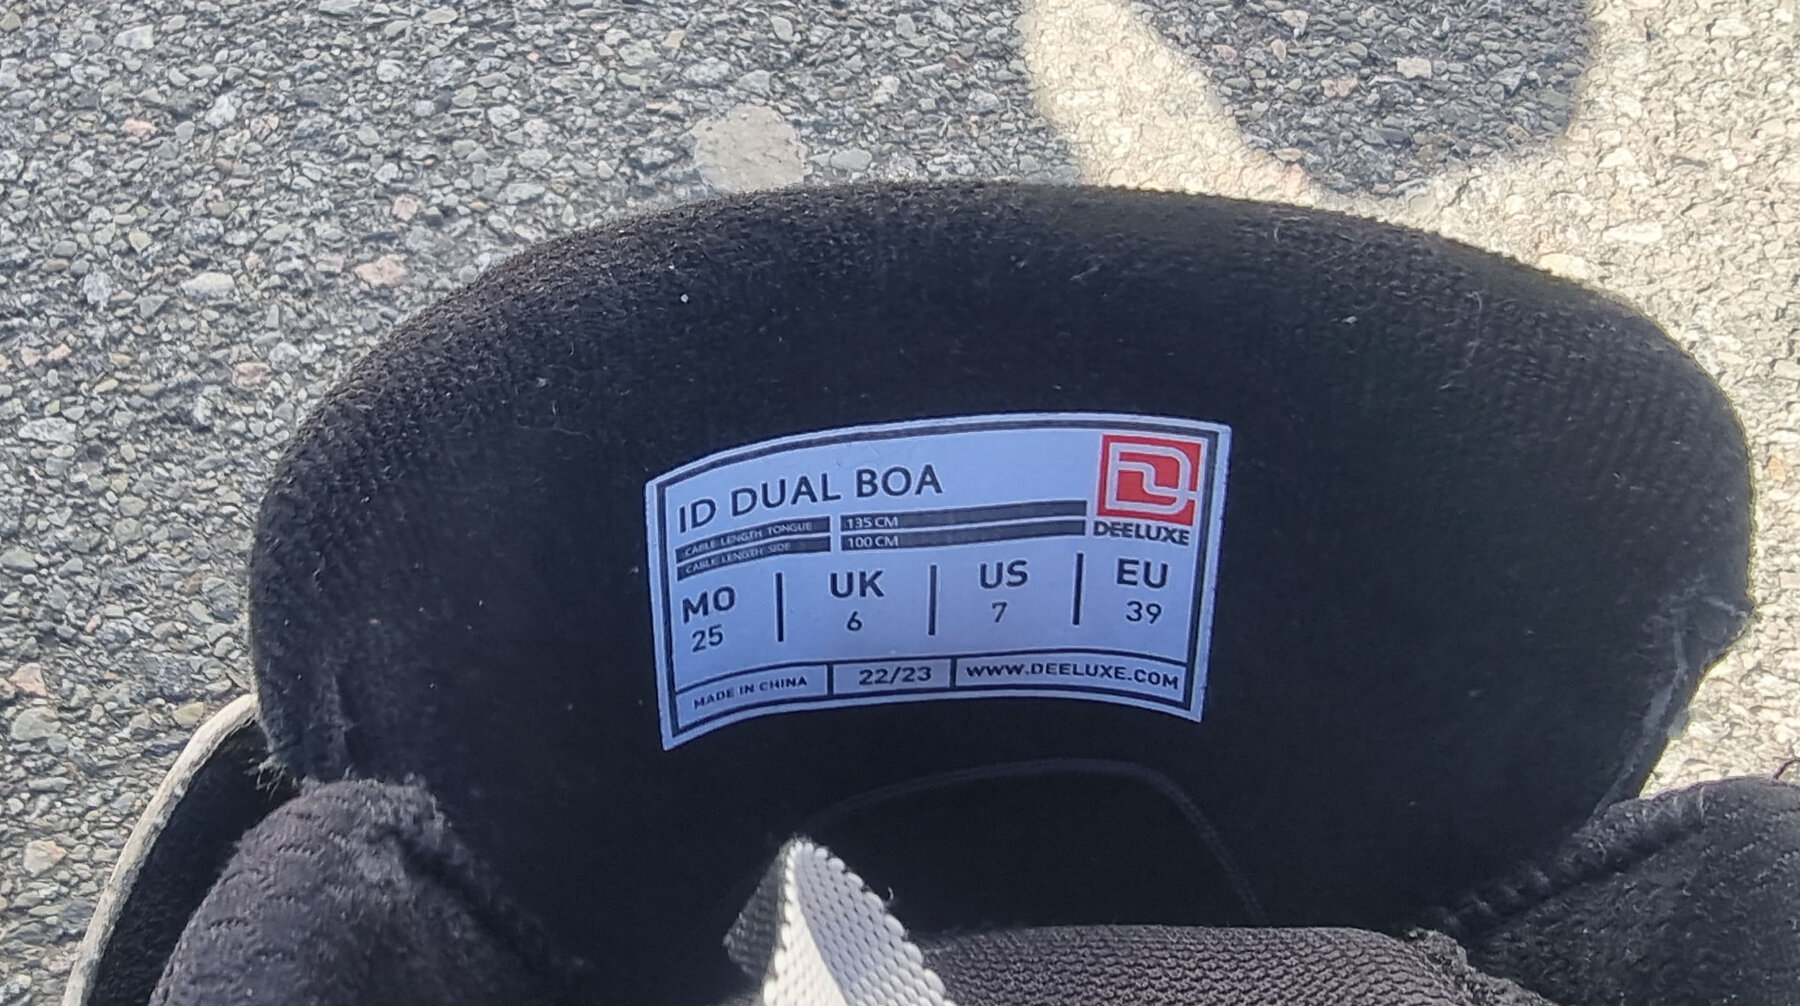 ID DUAL BOA
CABLE LENGTH TONGUE 135 CM
CABLE LENGTH SIDE 100 CM
DEELUXE
MO UK US EU
25 6 7 39
MADE IN CHINA 22/23 WWW.DEELUXE.COM